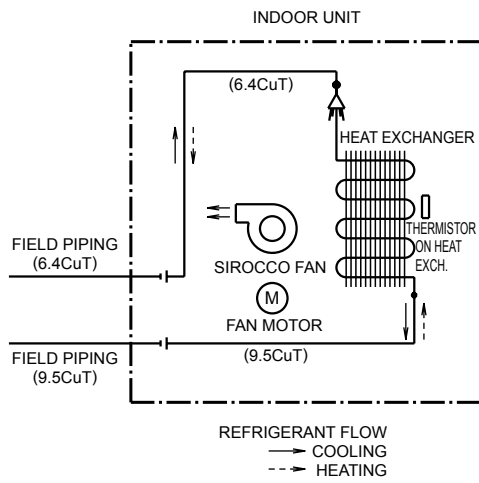 INDOOR UNIT
(6.4CuT)
HEAT EXCHANGER
THERMISTOR
ON HEAT
EXCH.
FIELD PIPING
(6.4CuT)
SIROCCO FAN
M
FAN MOTOR
(9.5CuT)
FIELD PIPING
(9.5CuT)
REFRIGERANT FLOW
COOLING
HEATING